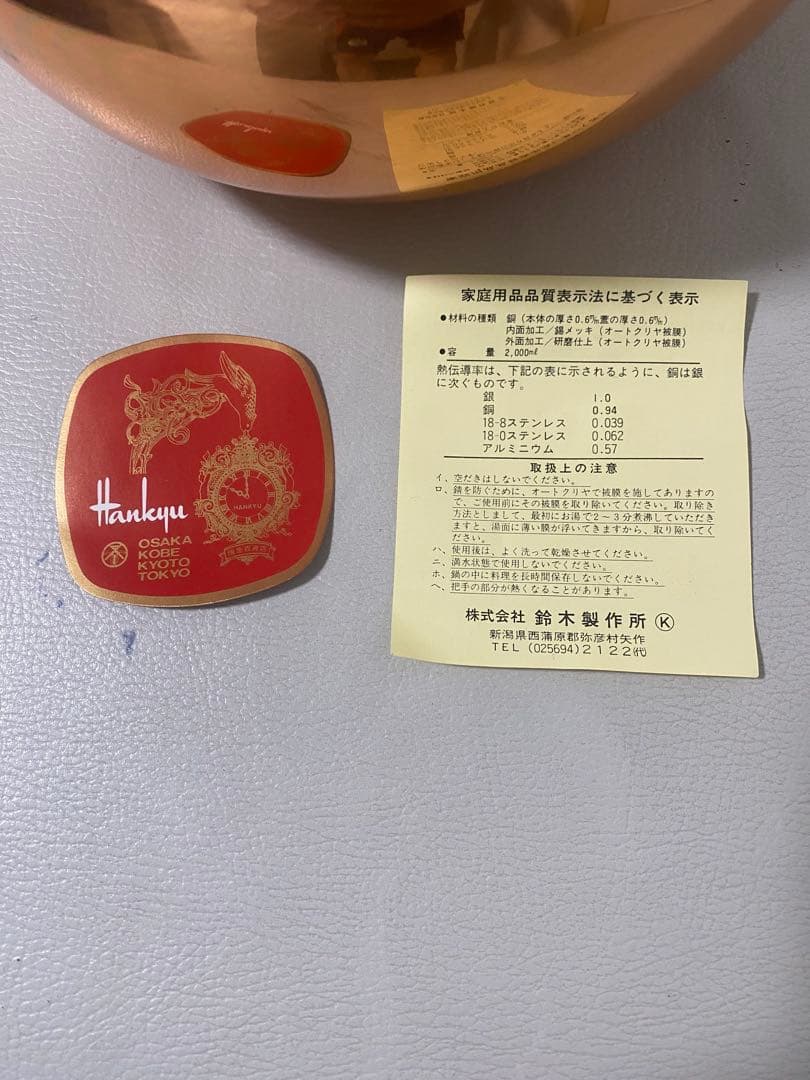 Hankyu
OSAKA
KOBE
KYOTO
TOKYO
HANKYU
阪急百貨店
家庭用品品質表示法に基づく表示
●材料の種類 銅(本体の厚さ0.6㎜蓋の厚さ0.6㎜)
内面加工/錫メッキ(オートクリヤ被膜)
外面加工/研磨仕上(オートクリヤ被膜)
●容 量 2,000㎖
熱伝導率は、下記の表に示されるように、銅は銀
に次ぐものです。
銀 1.0
銅 0.94
18-8ステンレス 0.039
18-0ステンレス 0.062
アルミニウム 0.57
取扱上の注意
イ、空だきはしないでください。
ロ、錆を防ぐために、オートクリヤで被膜を施してありますの
で、ご使用前にその被膜を取り除いてください。取り除き
方法としまして、最初にお湯で2～3分煮沸していただき
ますと、湯面に薄い膜が浮いてきますから、取り除いてく
ださい。
ハ、使用後は、よく洗って乾燥させてください。
ニ、満水状態で使用しないでください。
ホ、鍋の中に料理を長時間保存しないでください。
ヘ、把手の部分が熱くなることがあります。
株式会社 鈴木製作所 Ⓚ
新潟県西蒲原郡弥彦村矢作
TEL (025694) 2122㈹